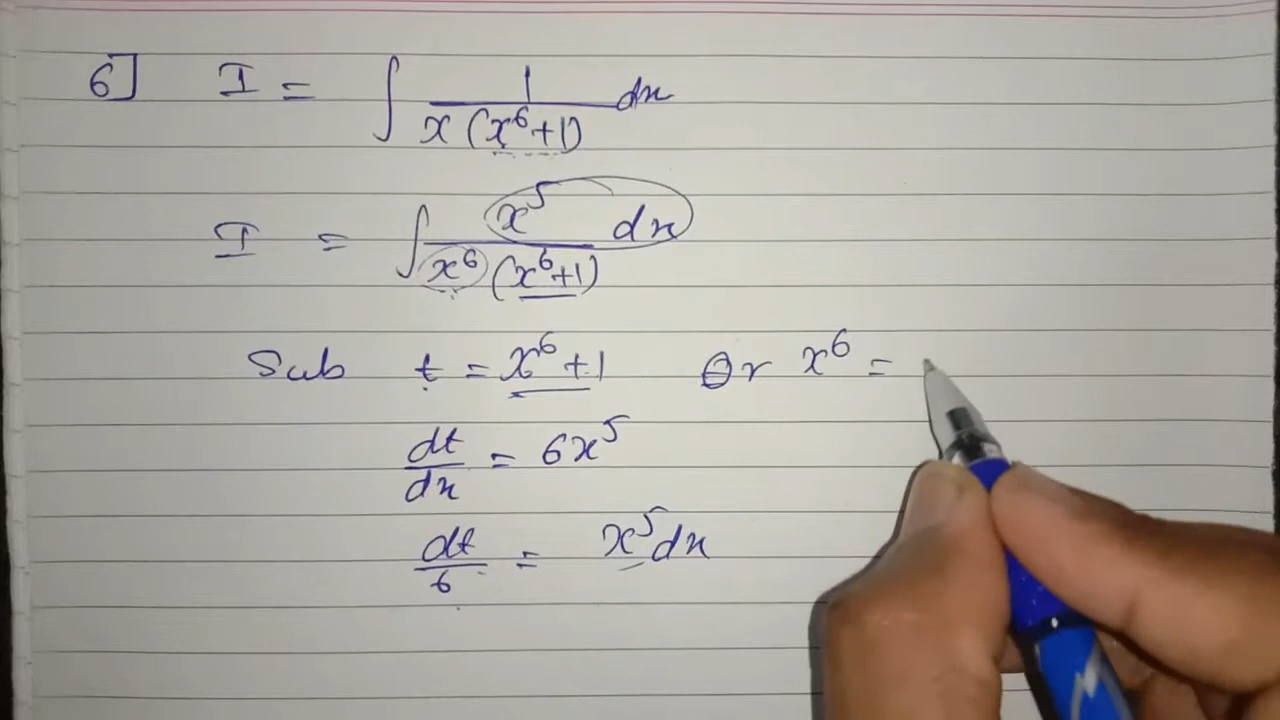 6] I = ∫ 1 / x (x⁶+1) dx
I = ∫ x⁵ dx / x⁶ (x⁶+1)
Sub t = x⁶ + 1 Or x⁶ =
dt/dx = 6x⁵
dt/6 = x⁵dx